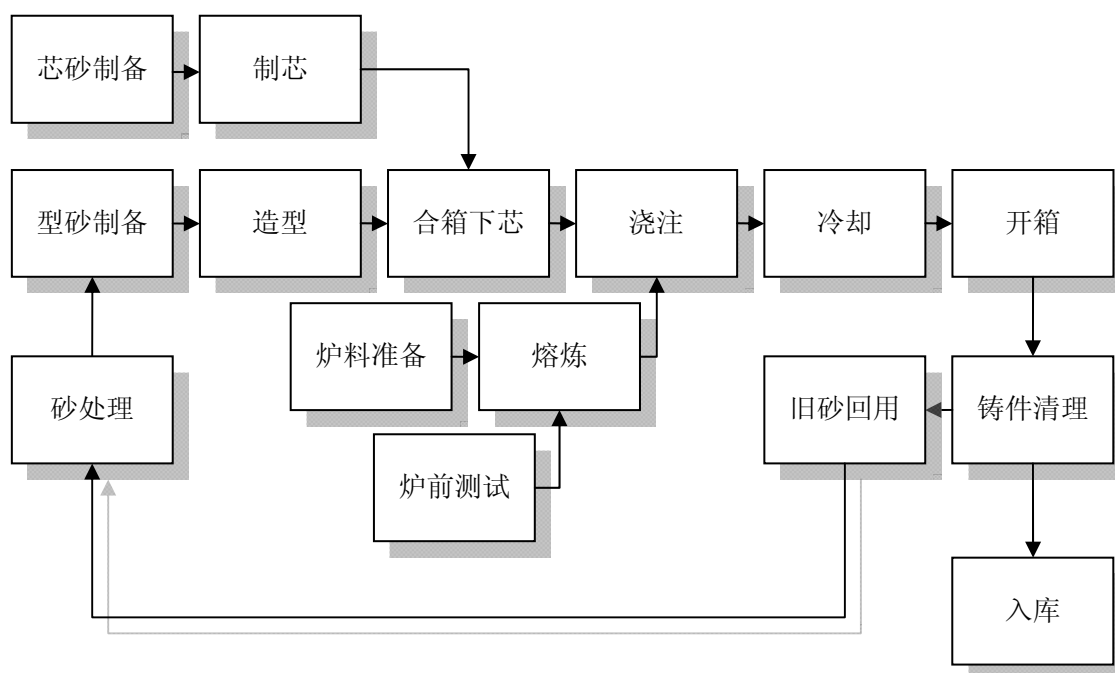 芯砂制备
制芯
型砂制备
造型
合箱下芯
浇注
冷却
开箱
炉料准备
熔炼
砂处理
旧砂回用
铸件清理
炉前测试
入库